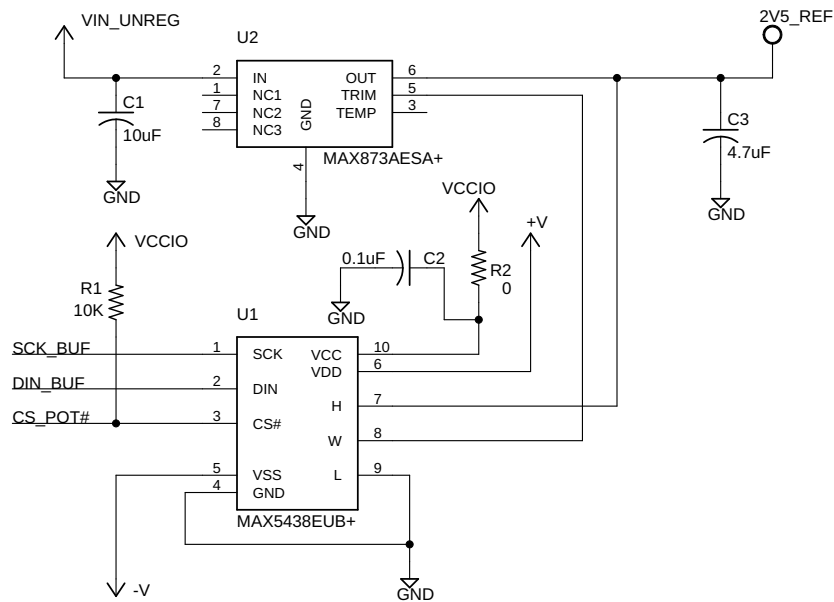 VIN_UNREG
2V5_REF
U2
2 IN OUT 6
1 NC1 TRIM 5
7 NC2 TEMP 3
8 NC3
GND
4
MAX873AESA+
C1
10uF
GND
C3
4.7uF
GND
GND
VCCIO
+V
VCCIO
0.1uF C2
R2
0
GND
R1
10K
U1
SCK_BUF 1 SCK VCC 10
VDD 6
DIN_BUF 2 DIN
H 7
CS_POT# 3 CS#
W 8
5 VSS L 9
4 GND
MAX5438EUB+
-V
GND